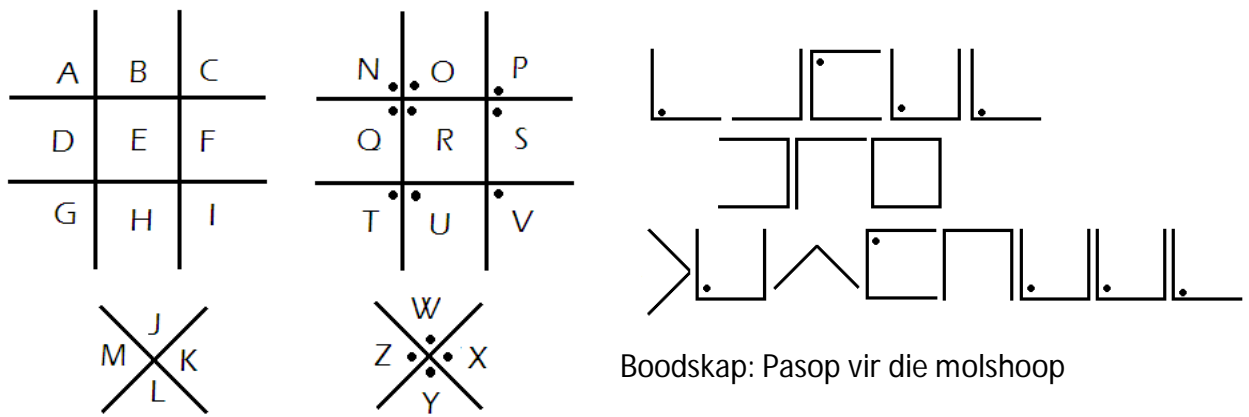 A B C
D E F
G H I
N O P
Q R S
T U V
J
M K
L
W
Z X
Y
Boodskap: Pasop vir die molshoop